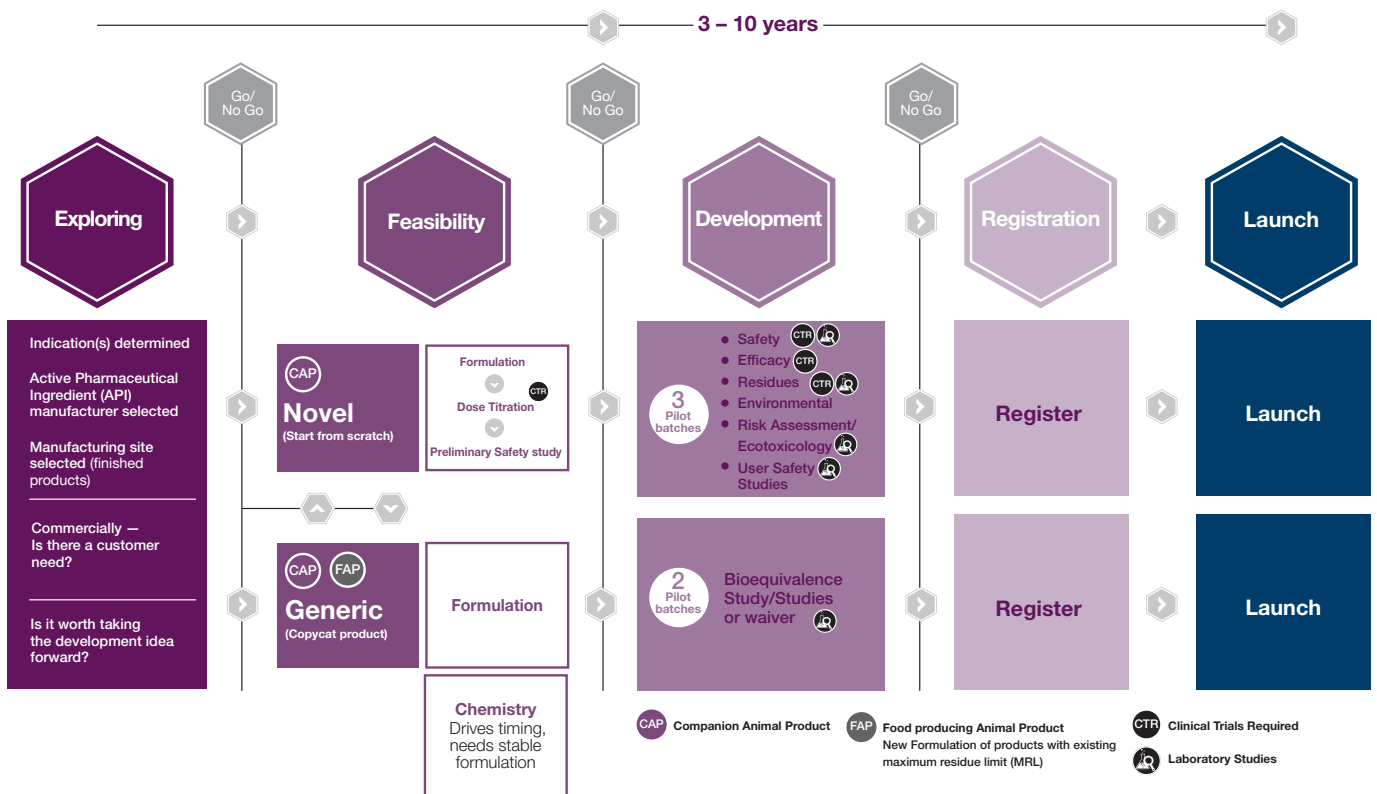 3 – 10 years
Go/
No Go
Go/
No Go
Go/
No Go
Exploring
Feasibility
Development
Registration
Launch
Indication(s) determined
Active Pharmaceutical
Ingredient (API)
manufacturer selected
Manufacturing site
selected (finished
products)
Commercially —
Is there a customer
need?
Is it worth taking
the development idea
forward?
CAP
Novel
(Start from scratch)
Formulation
CTR
Dose Titration
Preliminary Safety study
3
Pilot
batches
• Safety CTR
• Efficacy CTR
• Residues CTR
• Environmental
• Risk Assessment/
Ecotoxicology
• User Safety
Studies
Register
Launch
CAP FAP
Generic
(Copycat product)
Formulation
2
Pilot
batches
Bioequivalence
Study/Studies
or waiver
Register
Launch
Chemistry
Drives timing,
needs stable
formulation
CAP Companion Animal Product
FAP Food producing Animal Product
New Formulation of products with existing
maximum residue limit (MRL)
CTR Clinical Trials Required
Laboratory Studies